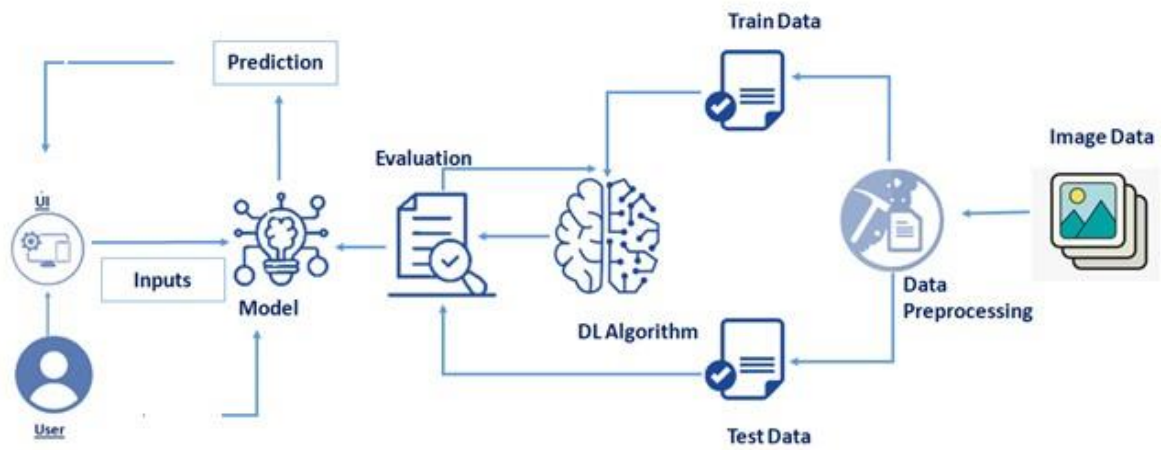 Train Data
Prediction
Image Data
Evaluation
UI
Inputs
Model
Data
Preprocessing
DL Algorithm
User
Test Data